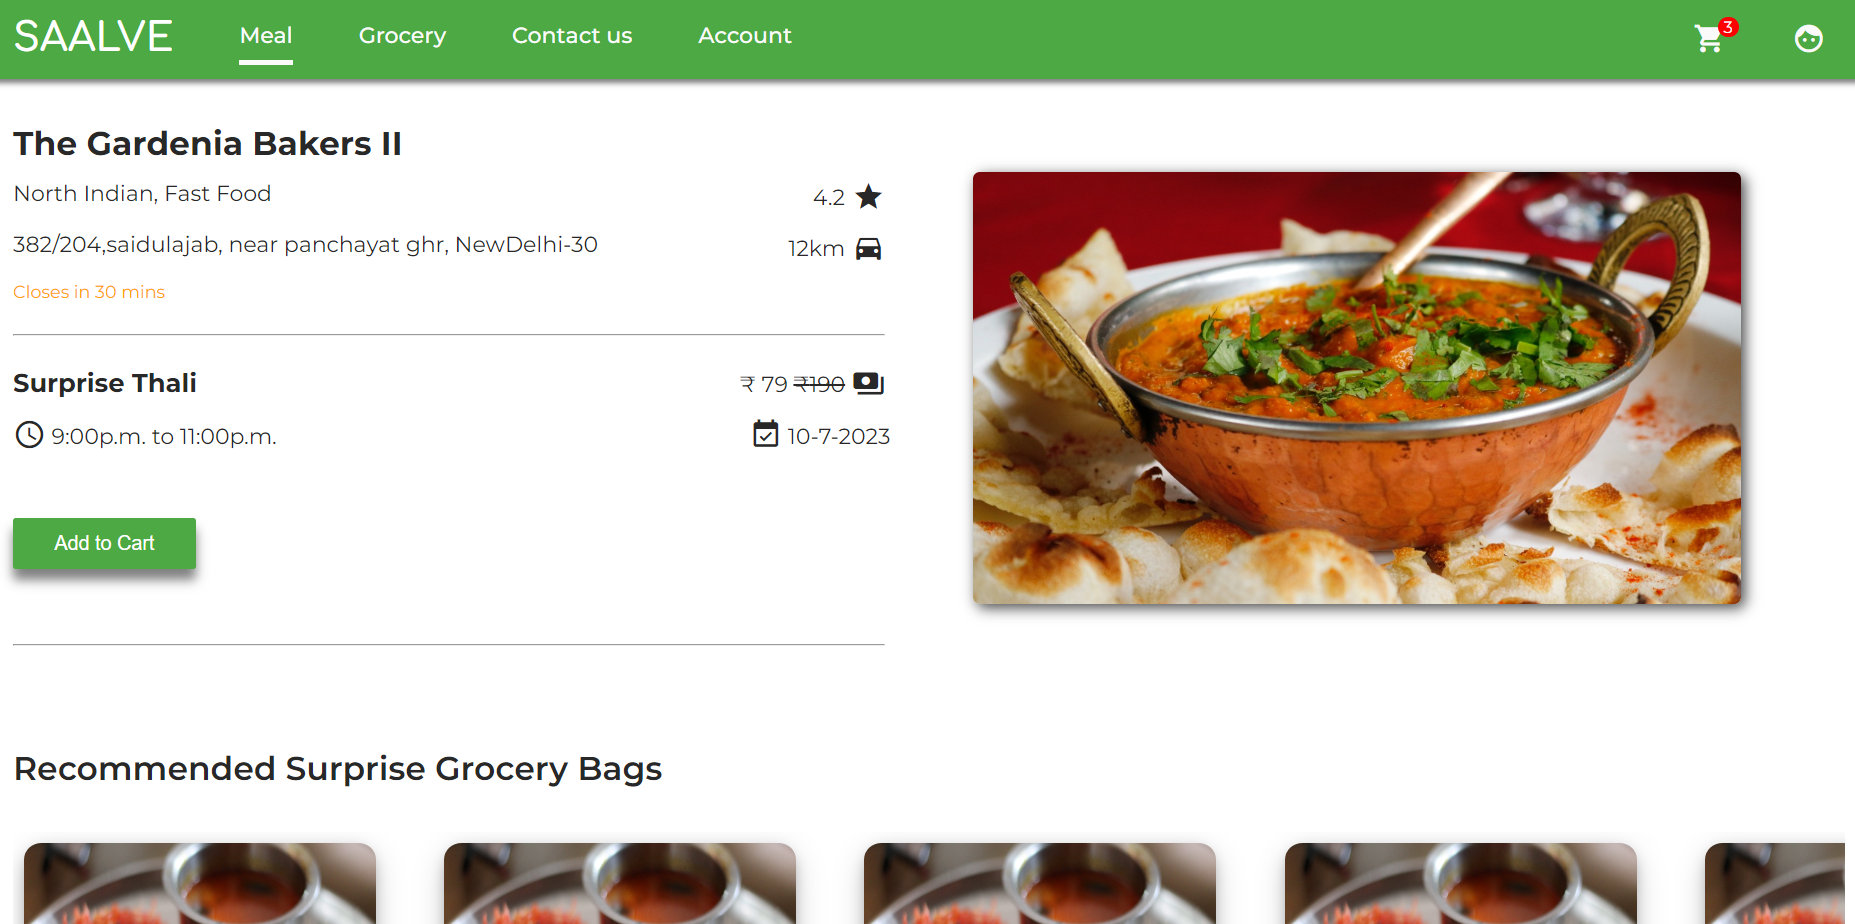 SAALVE Meal Grocery Contact us Account 3
The Gardenia Bakers II
North Indian, Fast Food 4.2
382/204,saidulajab, near panchayat ghr, NewDelhi-30 12km
Closes in 30 mins
Surprise Thali ₹ 79 ₹190
9:00p.m. to 11:00p.m. 10-7-2023
Add to Cart
Recommended Surprise Grocery Bags